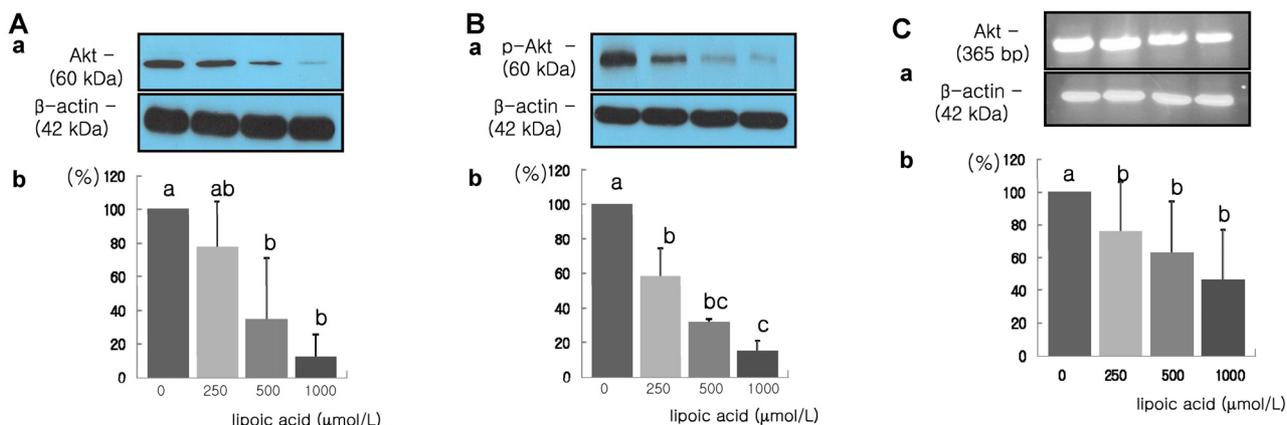 A
a
Akt –
(60 kDa)
β-actin –
(42 kDa)
b
(%)
120
100
80
60
40
20
0
a
ab
b
b
0 250 500 1000
lipoic acid (μmol/L)
B
a
p-Akt –
(60 kDa)
β-actin –
(42 kDa)
b
(%)
120
100
80
60
40
20
0
a
b
bc
c
0 250 500 1000
lipoic acid (μmol/L)
C
a
Akt –
(365 bp)
β-actin –
(42 kDa)
b
(%)
120
100
80
60
40
20
0
a
b
b
b
0 250 500 1000
lipoic acid (μmol/L)